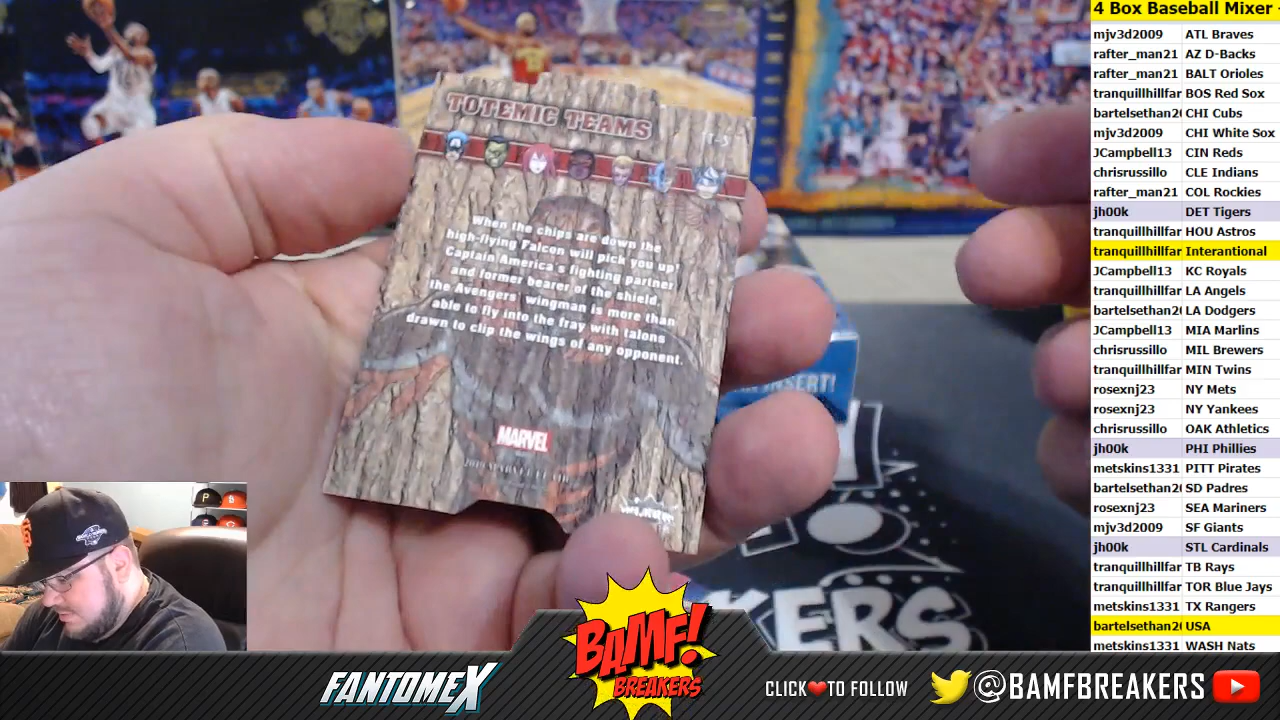 TOTEMIC TEAMS
When the chips are down the
high-flying Falcon will pick you up!
Captain America's fighting partner
and former bearer of the shield,
the Avengers' wingman is more than
able to fly into the fray with talons
drawn to clip the wings of any opponent.
MARVEL
INSERT!
KERS
4 Box Baseball Mixer
mjv3d2009 ATL Braves
rafter_man21 AZ D-Backs
rafter_man21 BALT Orioles
tranquillhillfar BOS Red Sox
bartelsethan20 CHI Cubs
mjv3d2009 CHI White Sox
JCampbell13 CIN Reds
chrisrussillo CLE Indians
rafter_man21 COL Rockies
jh00k DET Tigers
tranquillhillfar HOU Astros
tranquillhillfar Interantional
JCampbell13 KC Royals
tranquillhillfar LA Angels
bartelsethan20 LA Dodgers
JCampbell13 MIA Marlins
chrisrussillo MIL Brewers
tranquillhillfar MIN Twins
rosexnj23 NY Mets
rosexnj23 NY Yankees
chrisrussillo OAK Athletics
jh00k PHI Phillies
metskins1331 PITT Pirates
bartelsethan20 SD Padres
rosexnj23 SEA Mariners
mjv3d2009 SF Giants
jh00k STL Cardinals
tranquillhillfar TB Rays
tranquillhillfar TOR Blue Jays
metskins1331 TX Rangers
bartelsethan20 USA
metskins1331 WASH Nats
FANTOMEX
BAMF!
BREAKERS
CLICK TO FOLLOW
@BAMFBREAKERS